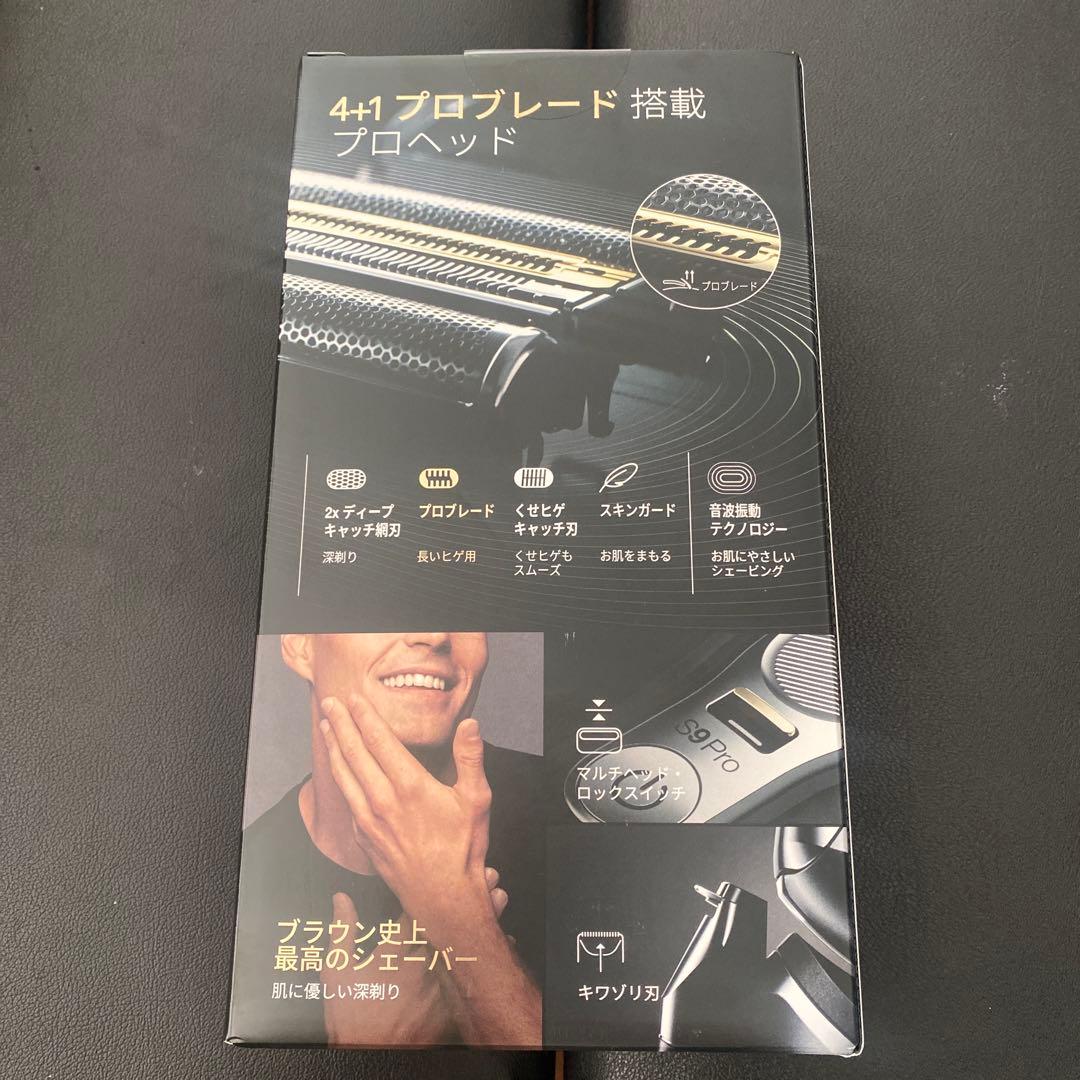 4+1 プロブレード 搭載
プロヘッド
プロブレード
2x ディープ
キャッチ網刃
深剃り
プロブレード
長いヒゲ用
くせヒゲ
キャッチ刃
くせヒゲも
スムーズ
スキンガード
お肌をまもる
音波振動
テクノロジー
お肌にやさしい
シェービング
S9Pro
マルチヘッド・
ロックスイッチ
ブラウン史上
最高のシェーバー
肌に優しい深剃り
キワゾリ刃